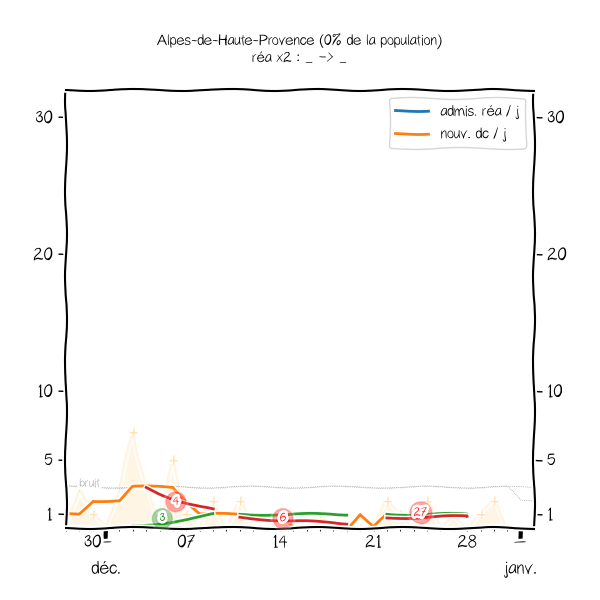 Alpes-de-Haute-Provence (0% de la population)
réa x2 : _ -> _
admis. réa / j
nouv. dc / j
30
30
20
20
10
10
5
5
bruit
4
3
6
27
1
1
30
07
14
21
28
déc.
janv.